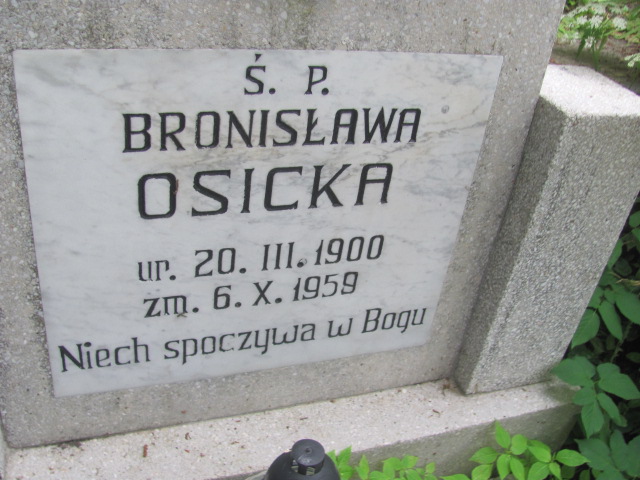 Ś. P.
BRONISŁAWA
OSICKA
ur. 20. III. 1900
zm. 6. X. 1959
Niech spoczywa w Bogu